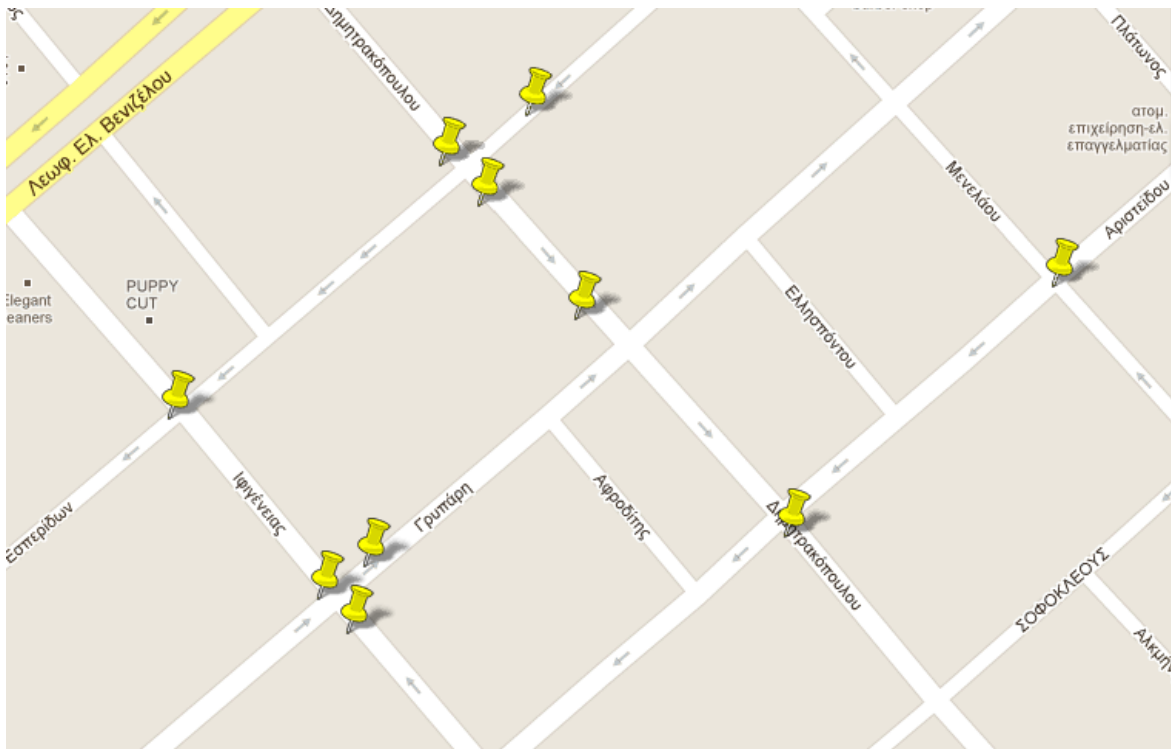 Δημητρακόπουλου
Πλάτωνος
Λεωφ. Ελ. Βενιζέλου
ατομ.
επιχείρηση-ελ.
επαγγελματίας
Μενελάου
Αριστείδου
PUPPY
CUT
Elegant
eaners
Ελλησπόντου
Ιφιγένειας
Γρυπάρη
Αφροδίτης
Εσπερίδων
Δημητρακόπουλου
ΣΟΦΟΚΛΕΟΥΣ
Αλκμήν